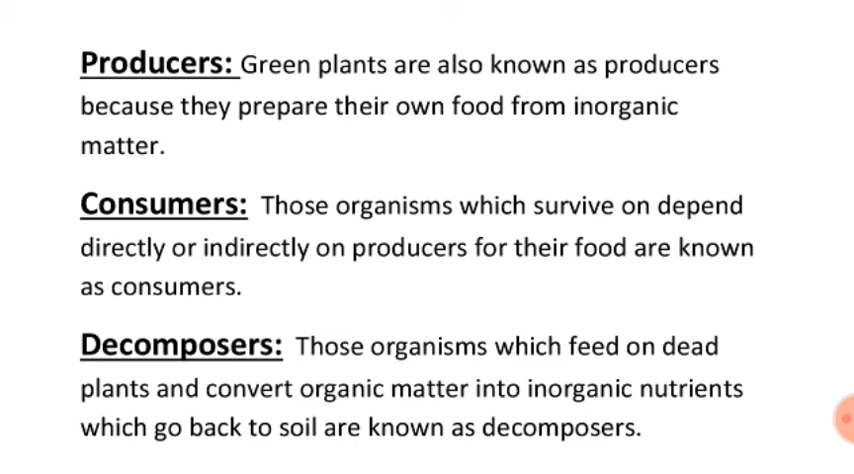 Producers: Green plants are also known as producers
because they prepare their own food from inorganic
matter.
Consumers: Those organisms which survive on depend
directly or indirectly on producers for their food are known
as consumers.
Decomposers: Those organisms which feed on dead
plants and convert organic matter into inorganic nutrients
which go back to soil are known as decomposers.